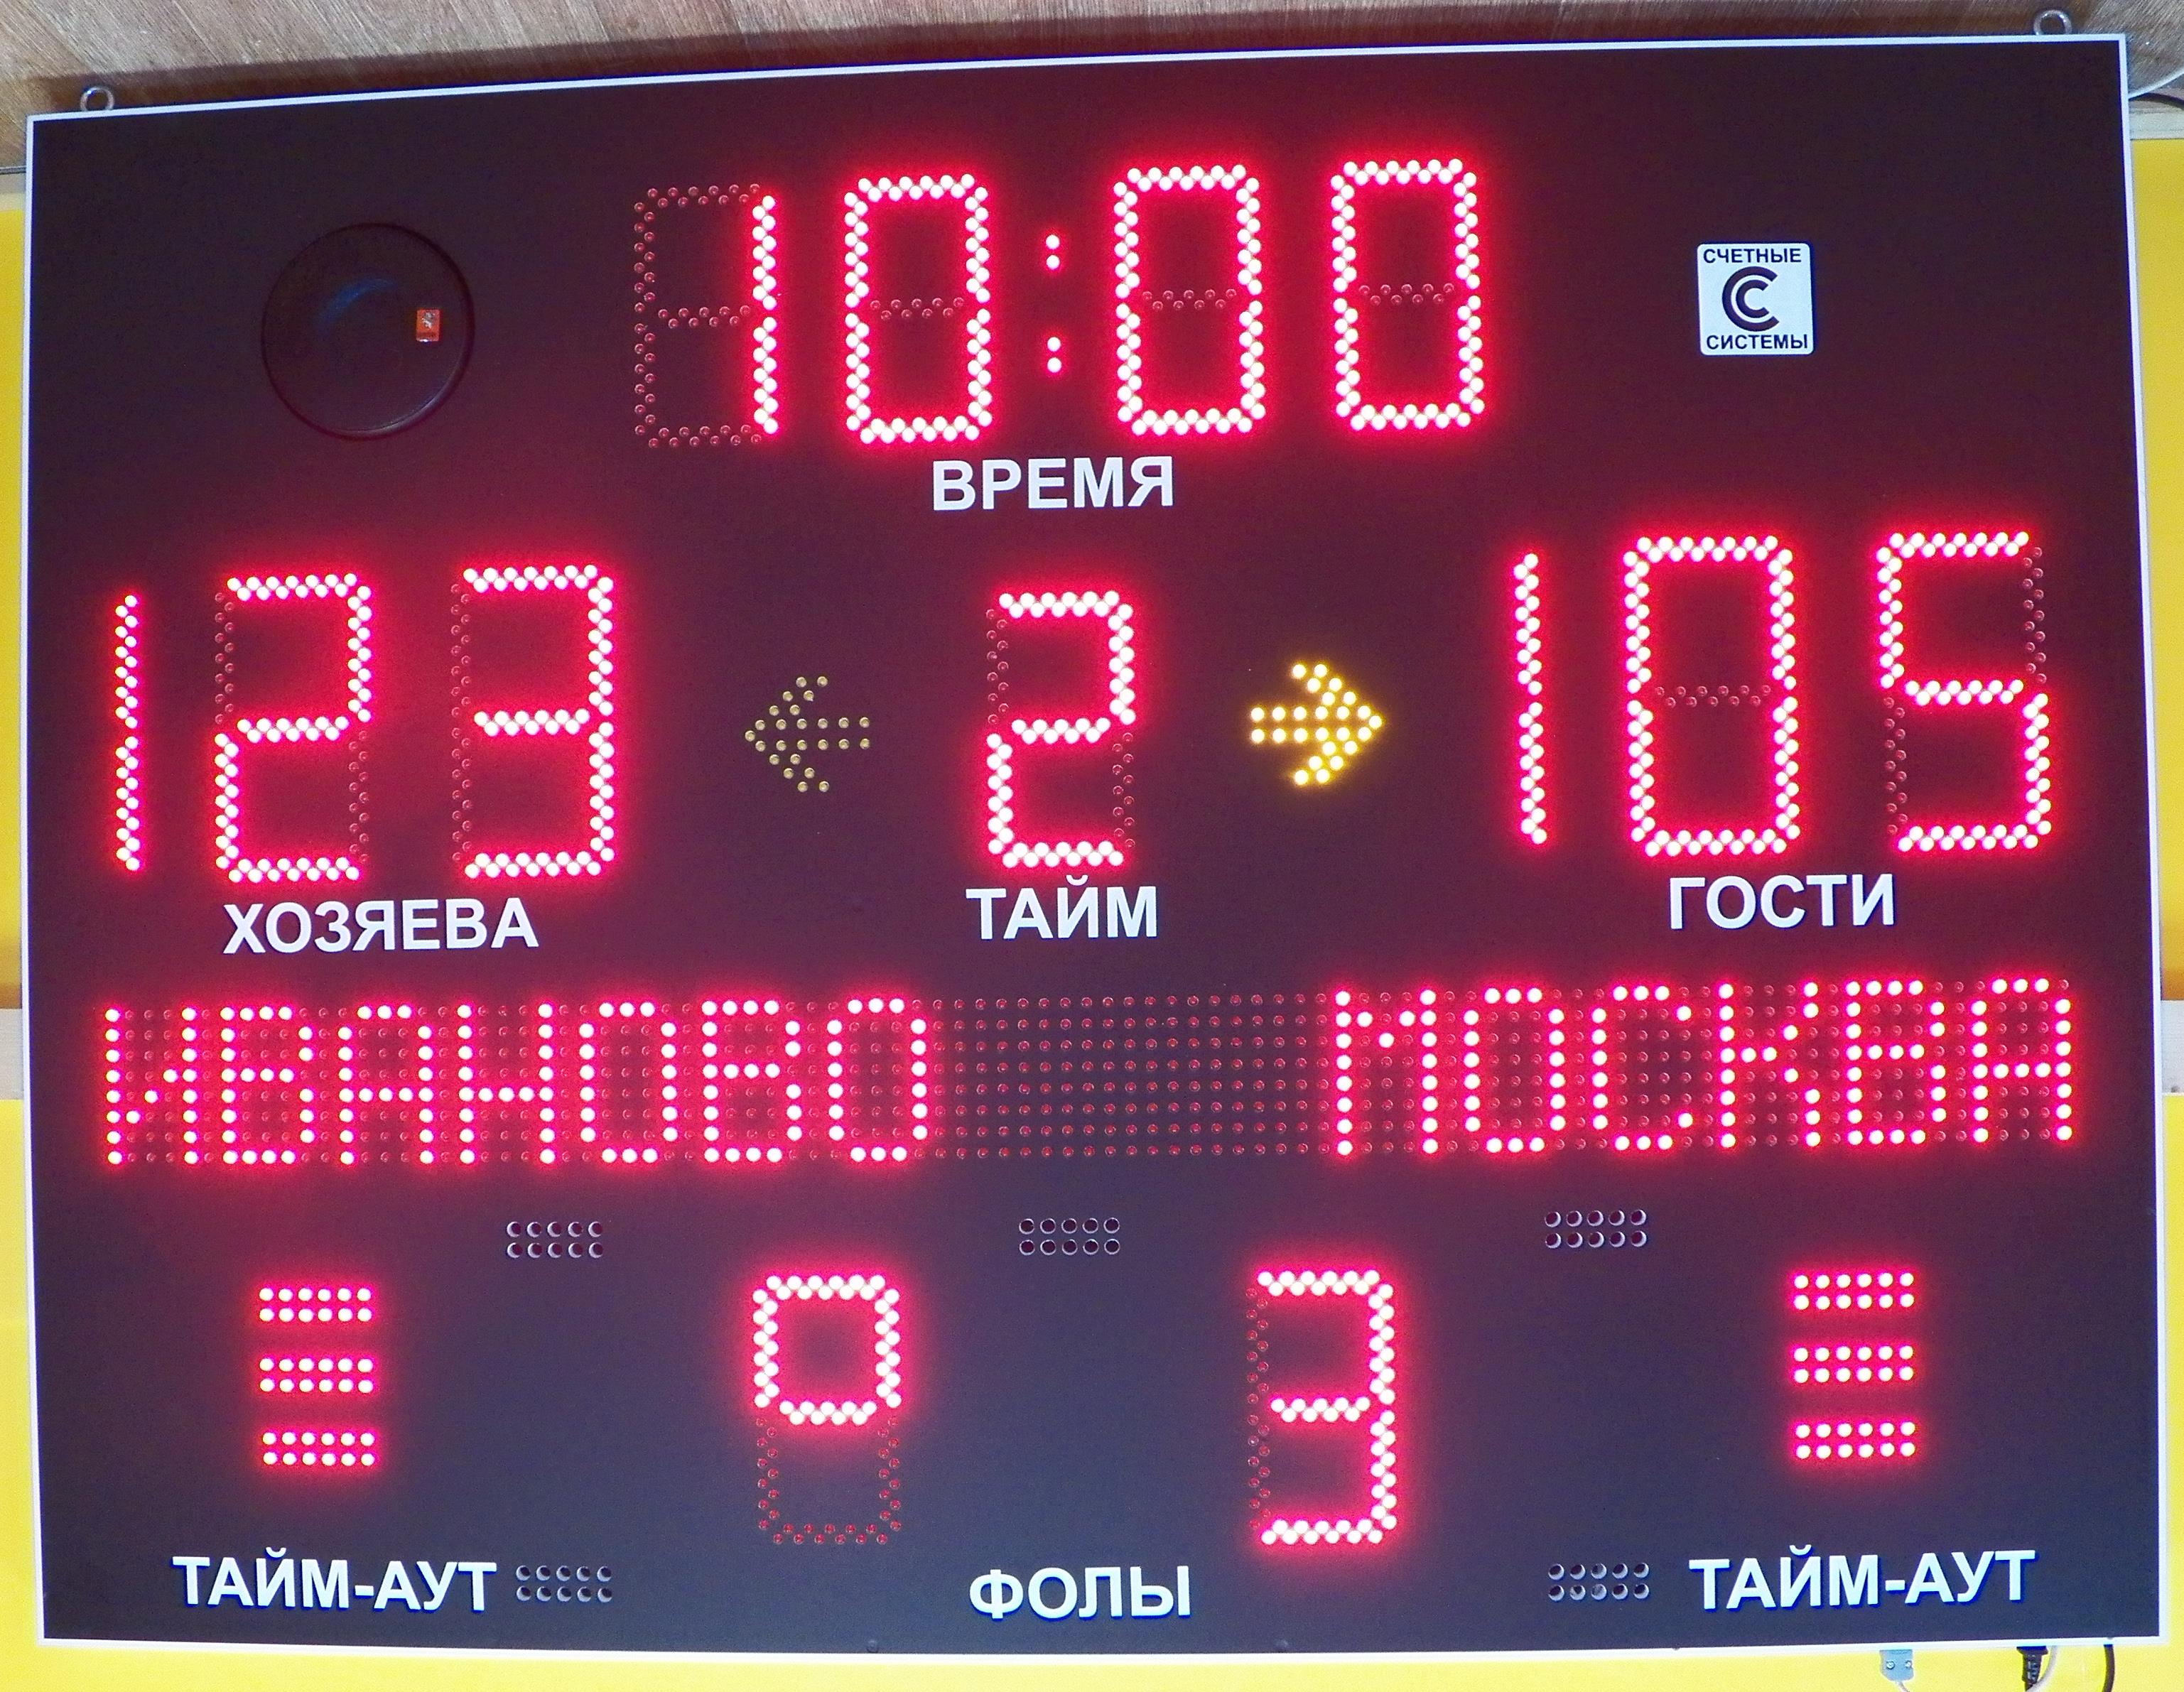 10:00
СЧЕТНЫЕ
С
СИСТЕМЫ
ВРЕМЯ
123 2 105
ХОЗЯЕВА ТАЙМ ГОСТИ
ИВАНОВО МОСКВА
0 3
ТАЙМ-АУТ ФОЛЫ ТАЙМ-АУТ